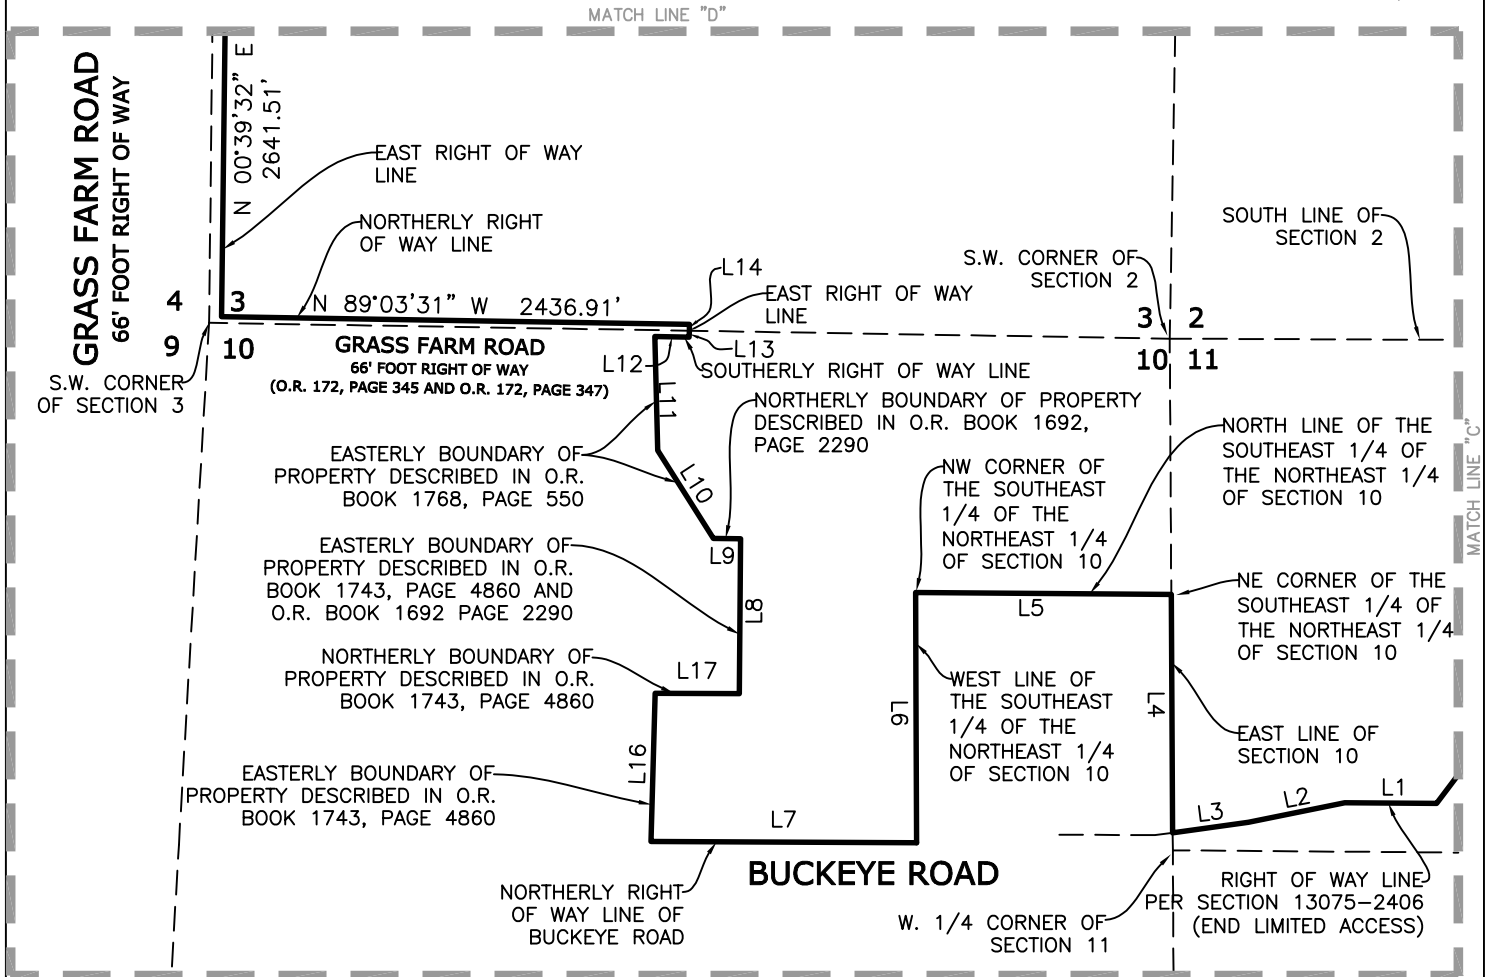 MATCH LINE "D"
GRASS FARM ROAD
66' FOOT RIGHT OF WAY
N 00°39'32" E
2641.51'
EAST RIGHT OF WAY
LINE
NORTHERLY RIGHT
OF WAY LINE
SOUTH LINE OF
SECTION 2
S.W. CORNER OF
SECTION 2
L14
EAST RIGHT OF WAY
LINE
4
3
N 89°03'31" W 2436.91'
3
2
9
10
GRASS FARM ROAD
66' FOOT RIGHT OF WAY
(O.R. 172, PAGE 345 AND O.R. 172, PAGE 347)
L12
L13
SOUTHERLY RIGHT OF WAY LINE
10
11
S.W. CORNER
OF SECTION 3
L11
NORTHERLY BOUNDARY OF PROPERTY
DESCRIBED IN O.R. BOOK 1692,
PAGE 2290
NORTH LINE OF THE
SOUTHEAST 1/4 OF
THE NORTHEAST 1/4
OF SECTION 10
MATCH LINE "C"
EASTERLY BOUNDARY OF
PROPERTY DESCRIBED IN O.R.
BOOK 1768, PAGE 550
L10
NW CORNER OF
THE SOUTHEAST
1/4 OF THE
NORTHEAST 1/4
OF SECTION 10
EASTERLY BOUNDARY OF
PROPERTY DESCRIBED IN O.R.
BOOK 1743, PAGE 4860 AND
O.R. BOOK 1692 PAGE 2290
L9
L8
L5
NE CORNER OF THE
SOUTHEAST 1/4 OF
THE NORTHEAST 1/4
OF SECTION 10
NORTHERLY BOUNDARY OF
PROPERTY DESCRIBED IN O.R.
BOOK 1743, PAGE 4860
L17
L6
WEST LINE OF
THE SOUTHEAST
1/4 OF THE
NORTHEAST 1/4
OF SECTION 10
L4
EAST LINE OF
SECTION 10
EASTERLY BOUNDARY OF
PROPERTY DESCRIBED IN O.R.
BOOK 1743, PAGE 4860
L16
L7
L3
L2
L1
BUCKEYE ROAD
NORTHERLY RIGHT
OF WAY LINE OF
BUCKEYE ROAD
W. 1/4 CORNER OF
SECTION 11
RIGHT OF WAY LINE
PER SECTION 13075-2406
(END LIMITED ACCESS)